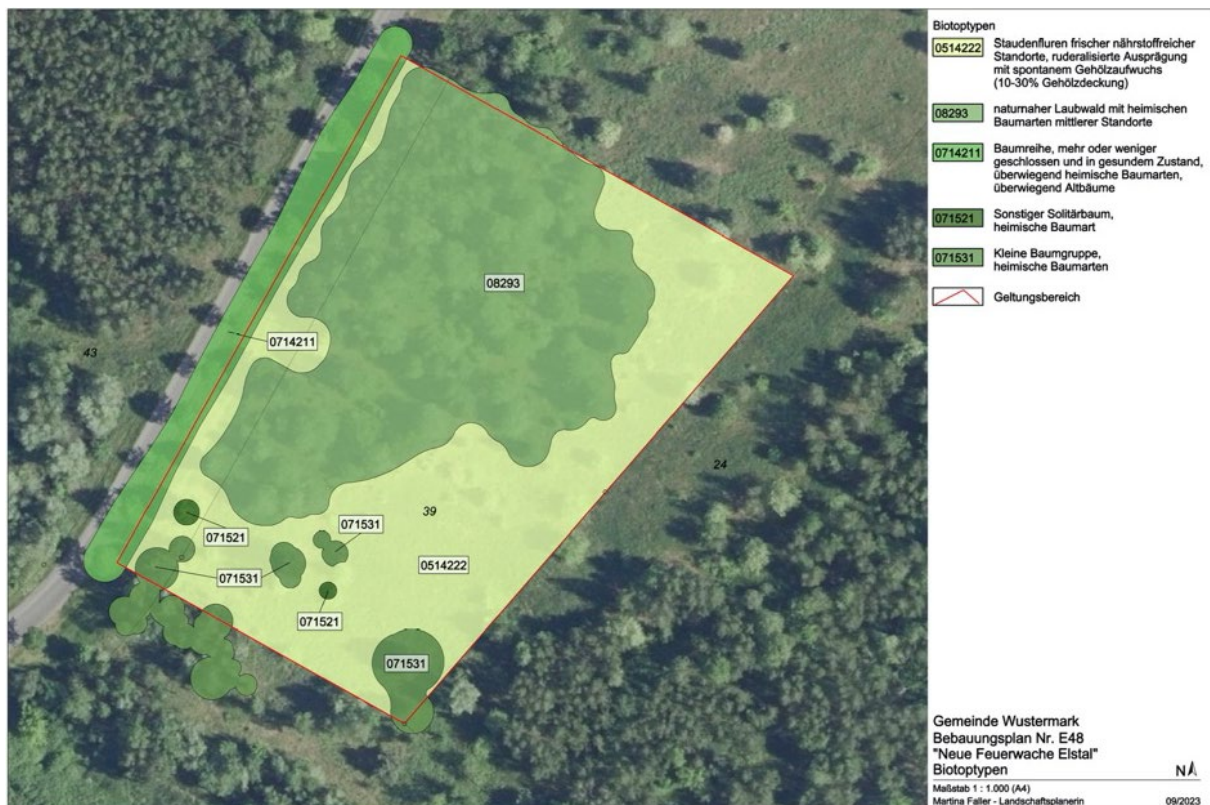 Biotoptypen
0514222 Staudenfluren frischer nährstoffreicher
Standorte, ruderalisierte Ausprägung
mit spontanem Gehölzaufwuchs
(10-30% Gehölzdeckung)
08293 naturnaher Laubwald mit heimischen
Baumarten mittlerer Standorte
0714211 Baumreihe, mehr oder weniger
geschlossen und in gesundem Zustand,
überwiegend heimische Baumarten,
überwiegend Altbäume
071521 Sonstiger Solitärbaum,
heimische Baumart
071531 Kleine Baumgruppe,
heimische Baumarten
Geltungsbereich
08293
0714211
43
24
39
071531
071521
0514222
071531
071521
071531
Gemeinde Wustermark
Bebauungsplan Nr. E48
"Neue Feuerwache Elstal"
Biotoptypen
N
Maßstab 1 : 1.000 (A4)
Martina Faller - Landschaftsplanerin 09/2023